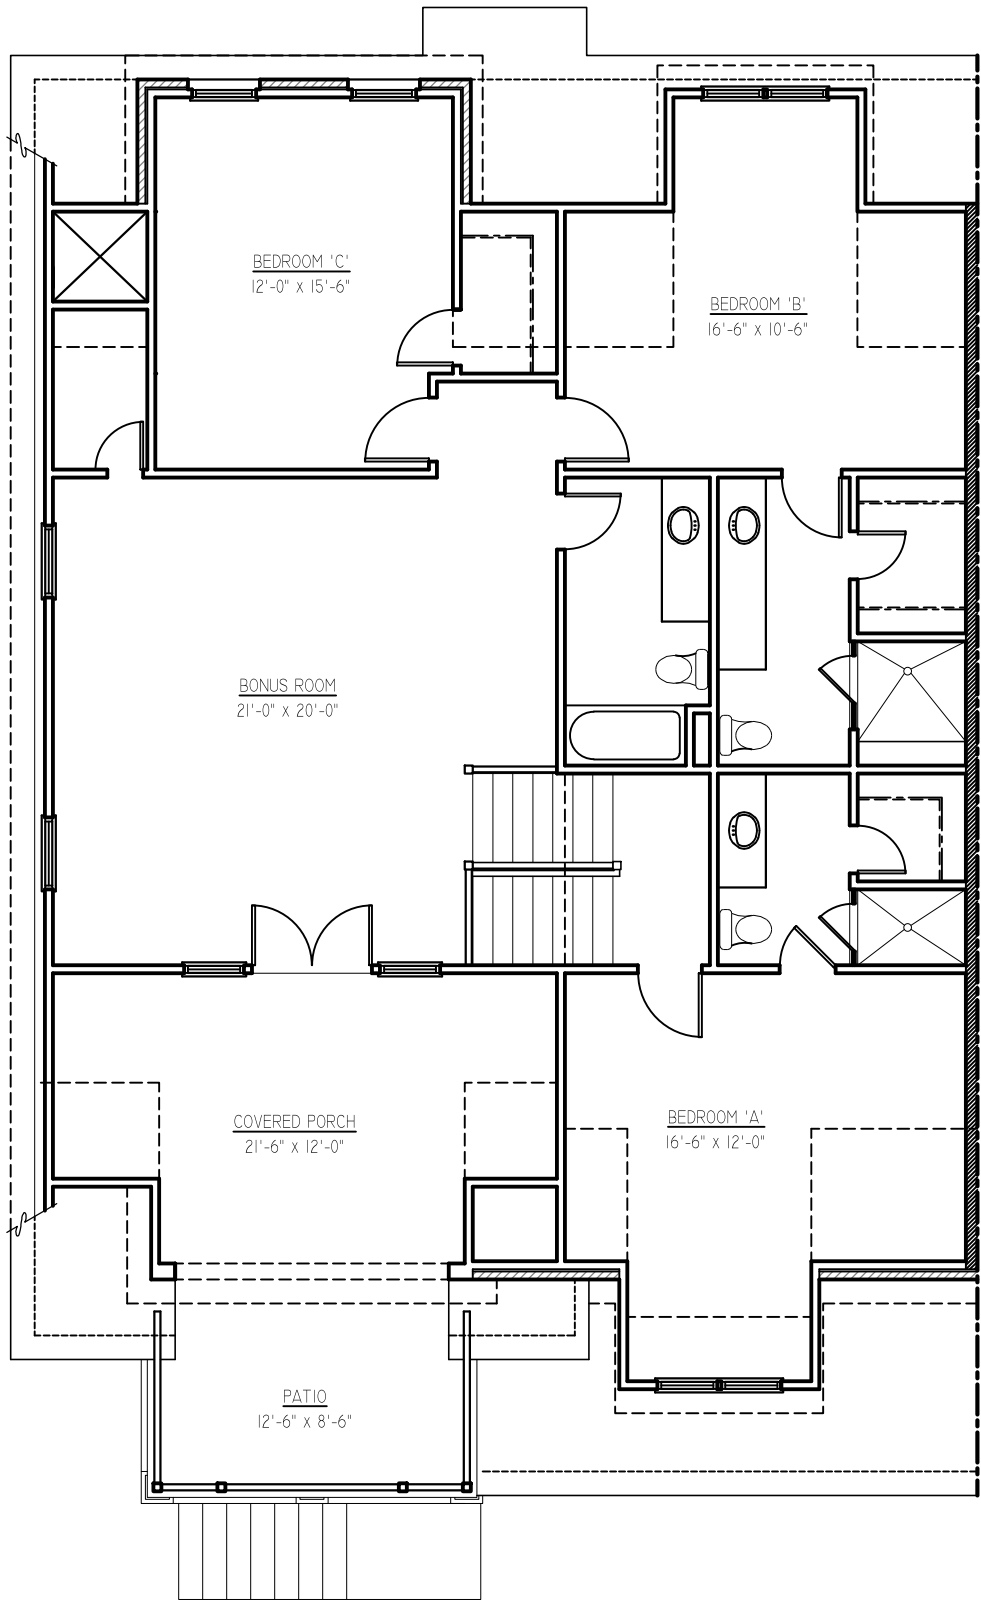 BEDROOM 'C'
12'-0" x 15'-6"
BEDROOM 'B'
16'-6" x 10'-6"
BONUS ROOM
21'-0" x 20'-0"
COVERED PORCH
21'-6" x 12'-0"
BEDROOM 'A'
16'-6" x 12'-0"
PATIO
12'-6" x 8'-6"